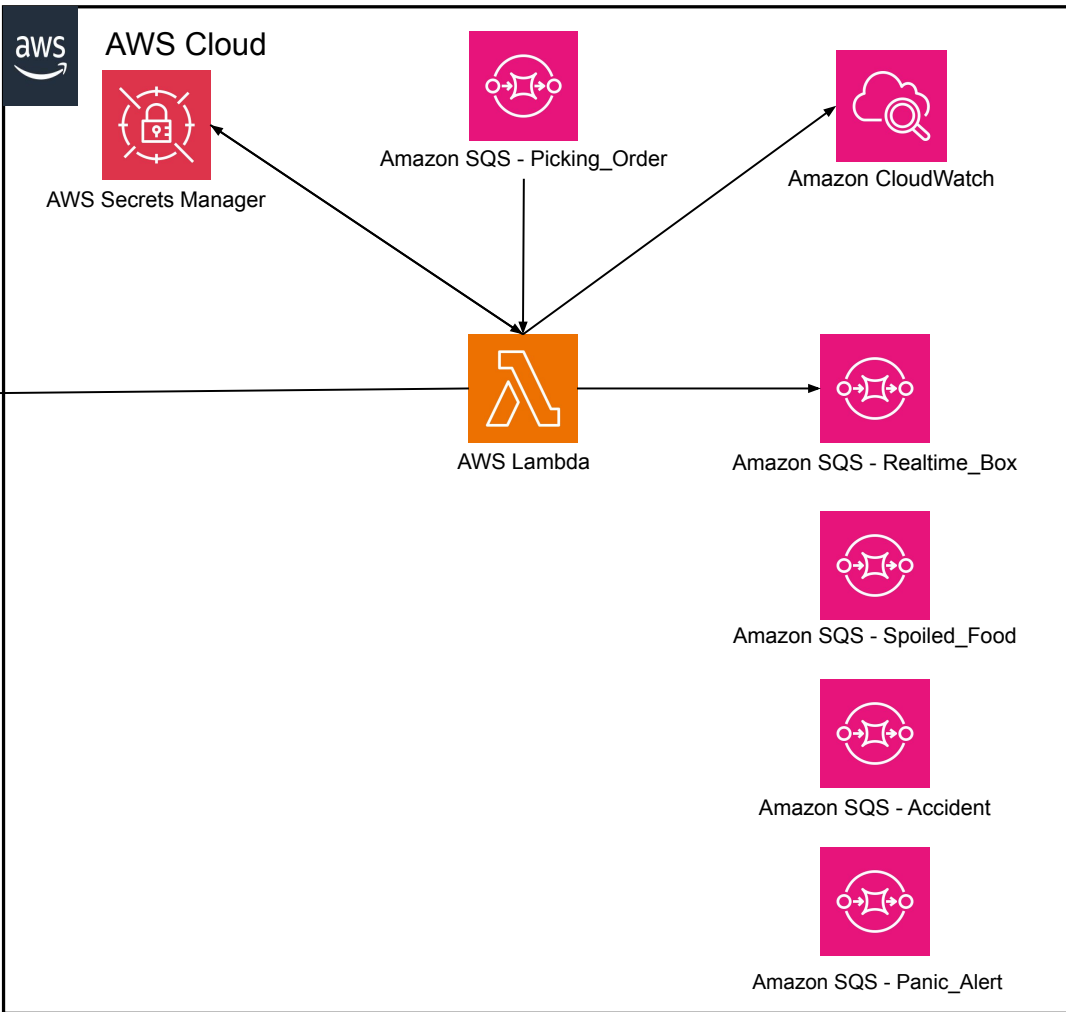 aws
AWS Cloud
Amazon SQS - Picking_Order
Amazon CloudWatch
AWS Secrets Manager
AWS Lambda
Amazon SQS - Realtime_Box
Amazon SQS - Spoiled_Food
Amazon SQS - Accident
Amazon SQS - Panic_Alert